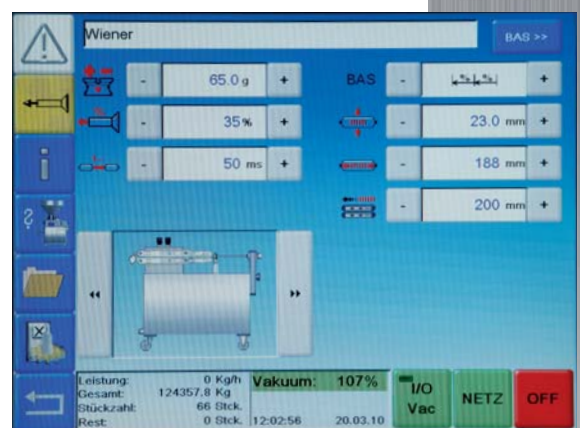 Wiener
BAS >>
- 65.0 g +
BAS - +
- 35 % +
- 23.0 mm +
- 50 ms +
- 188 mm +
- 200 mm +
Leistung: 0 Kg/h
Gesamt: 124357,8 Kg
Stückzahl: 66 Stck.
Rest: 0 Stck.
Vakuum: 107%
12:02:56 20.03.10
I/O
Vac
NETZ
OFF